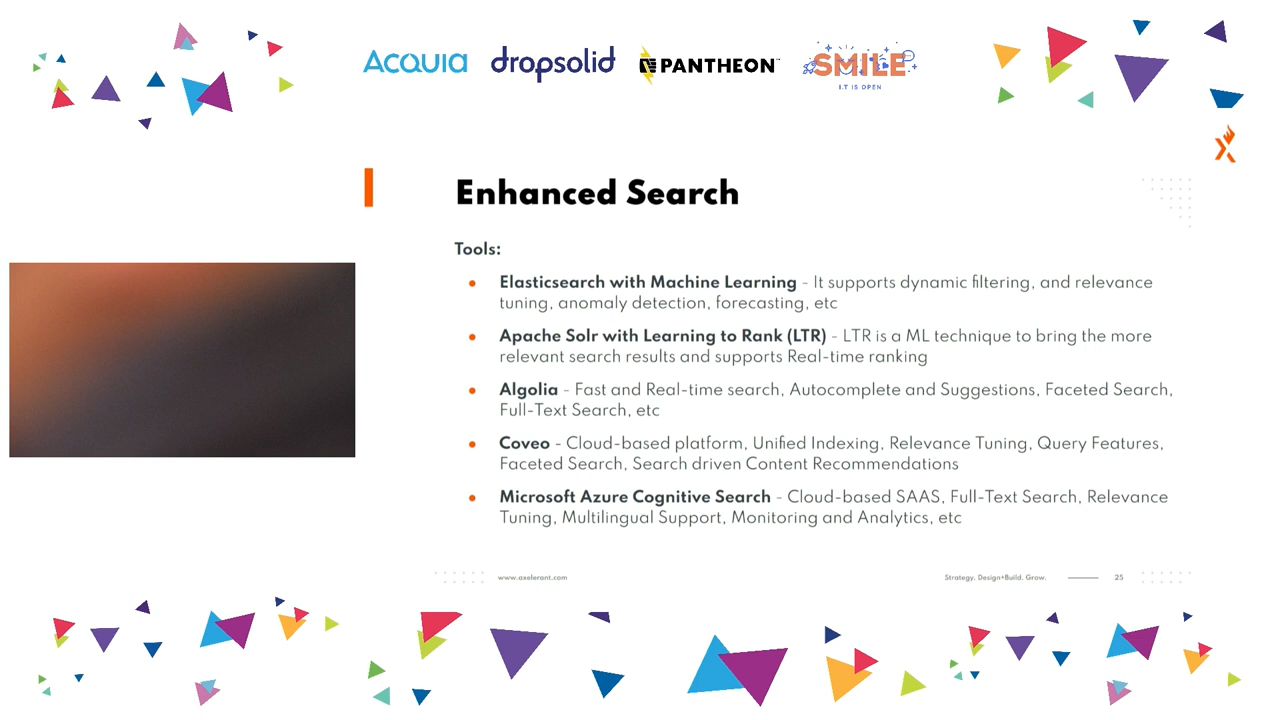 ACQUIA dropsolid PANTHEON SMILE
I.T IS OPEN
Enhanced Search
Tools:
• Elasticsearch with Machine Learning - It supports dynamic filtering, and relevance
tuning, anomaly detection, forecasting, etc
• Apache Solr with Learning to Rank (LTR) - LTR is a ML technique to bring the more
relevant search results and supports Real-time ranking
• Algolia - Fast and Real-time search, Autocomplete and Suggestions, Faceted Search,
Full-Text Search, etc
• Coveo - Cloud-based platform, Unified Indexing, Relevance Tuning, Query Features,
Faceted Search, Search driven Content Recommendations
• Microsoft Azure Cognitive Search - Cloud-based SAAS, Full-Text Search, Relevance
Tuning, Multilingual Support, Monitoring and Analytics, etc
www.axelerant.com Strategy. Design+Build. Grow. 25